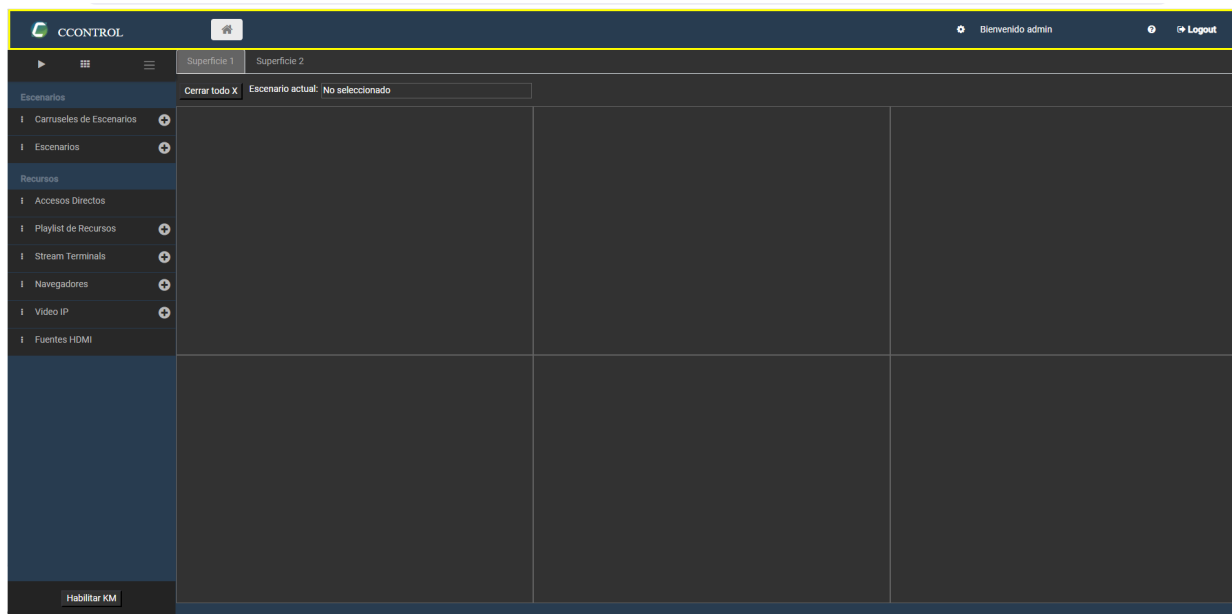 CCONTROL
Bienvenido admin
Logout
Superficie 1
Superficie 2
Cerrar todo X
Escenario actual:
No seleccionado
Escenarios
Carruseles de Escenarios
Escenarios
Recursos
Accesos Directos
Playlist de Recursos
Stream Terminals
Navegadores
Video IP
Fuentes HDMI
Habilitar KM